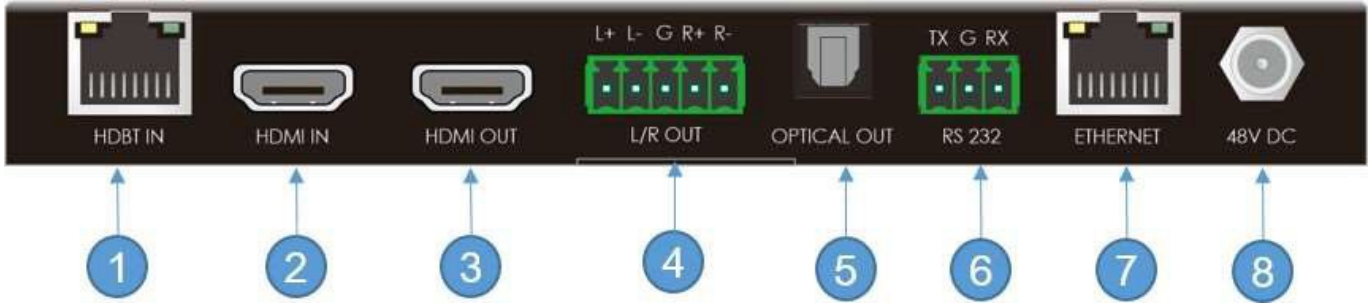 L+ L- G R+ R-
TX G RX
HDBT IN
HDMI IN
HDMI OUT
L/R OUT
OPTICAL OUT
RS 232
ETHERNET
48V DC
1
2
3
4
5
6
7
8